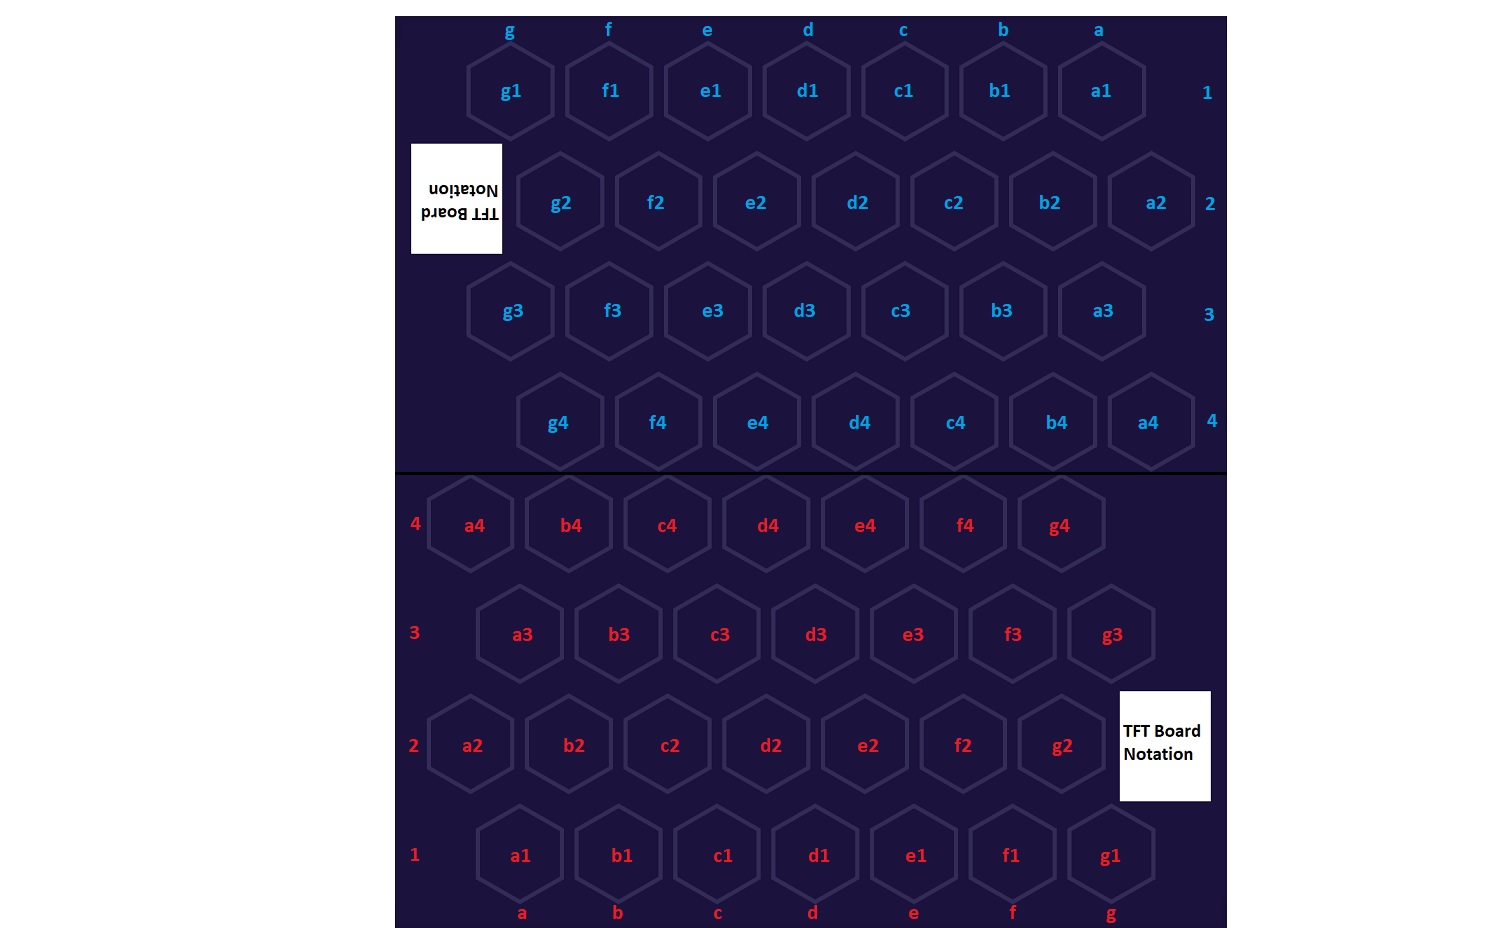 g f e d c b a
g1 f1 e1 d1 c1 b1 a1 1
TFT Board
Notation
g2 f2 e2 d2 c2 b2 a2 2
g3 f3 e3 d3 c3 b3 a3 3
g4 f4 e4 d4 c4 b4 a4 4
4 a4 b4 c4 d4 e4 f4 g4
3 a3 b3 c3 d3 e3 f3 g3
2 a2 b2 c2 d2 e2 f2 g2
TFT Board
Notation
1 a1 b1 c1 d1 e1 f1 g1
a b c d e f g